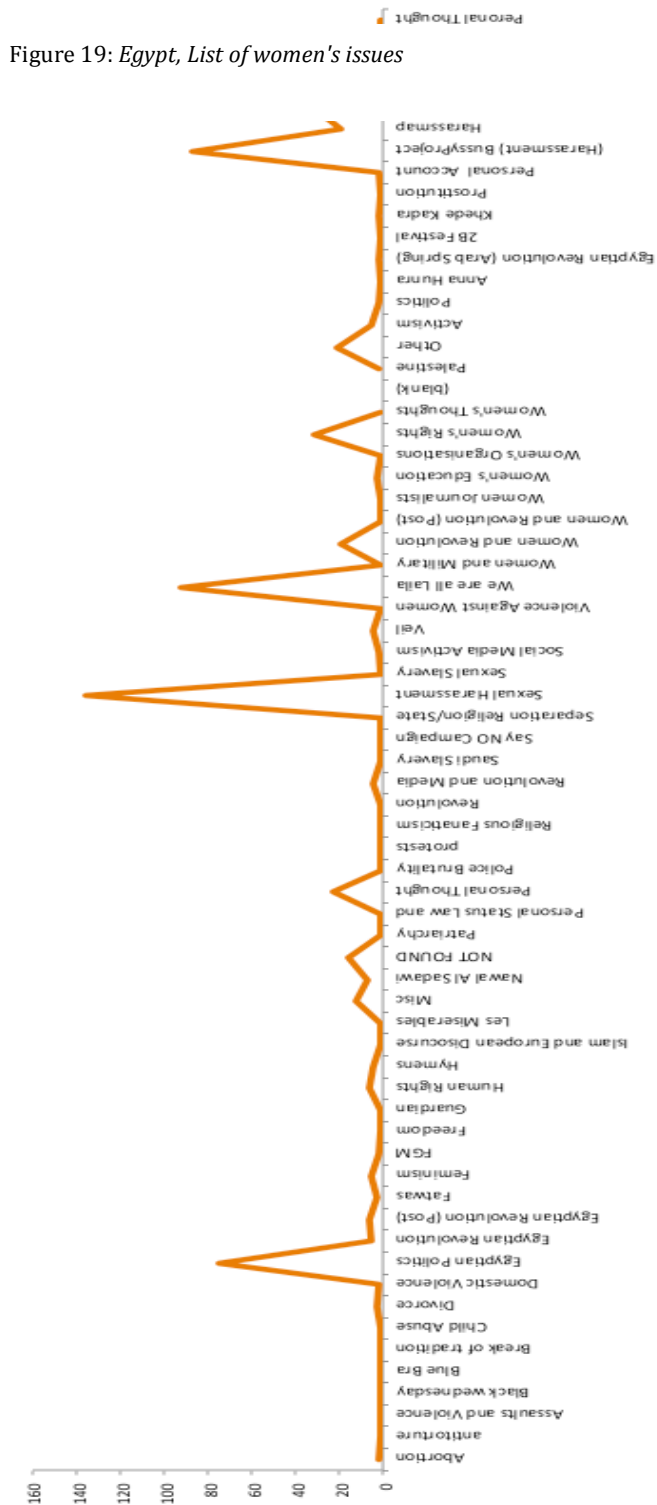 Peronal Thought
Figure 19: Egypt, List of women's issues
Harassmap
(Harassment) BussyProject
Personal Account
Prostitution
Khede Kadra
2B Festival
Egyptian Revolution (Arab Spring)
Anna Hunra
Politics
Activism
Other
Palestine
(blank)
Women's Thoughts
Women's Rights
Women's Organisations
Women's Education
Women Journalists
Women and Revolution (Post)
Women and Revolution
Women and Military
We are all Laila
Violence Against Women
Veil
Social Media Activism
Sexual Slavery
Sexual Harassment
Separation Religion/State
Say NO Campaign
Saudi Slavery
Revolution and Media
Revolution
Religious Fanaticism
protests
Police Brutality
Personal Thought
Personal Status Law and
Patriarchy
NOT FOUND
Nawal Al Sadawi
Misc
Les Miserables
Islam and European Disocurse
Hymens
Human Rights
Guardian
Freedom
FGM
Feminism
Fatwas
Egyptian Revolution (Post)
Egyptian Revolution
Egyptian Politics
Domestic Violence
Divorce
Child Abuse
Break of tradition
Blue Bra
Black wednesday
Assaults and Violence
antitorture
Abortion
160
140
120
100
80
60
40
20
0